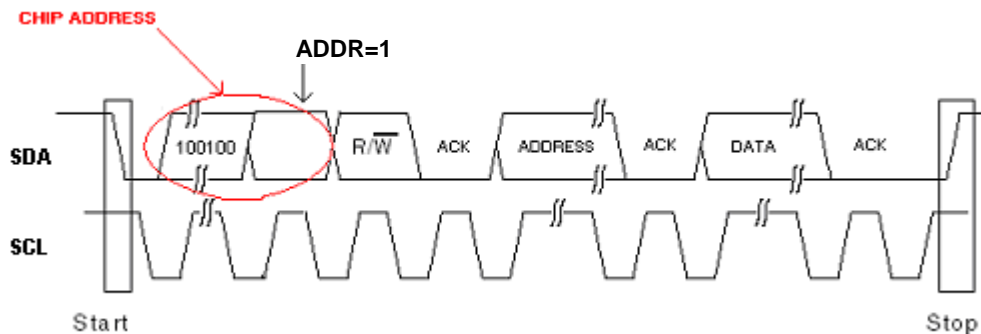 CHIP ADDRESS
ADDR=1
SDA
100100
R/W
ACK
ADDRESS
ACK
DATA
ACK
SCL
Start
Stop